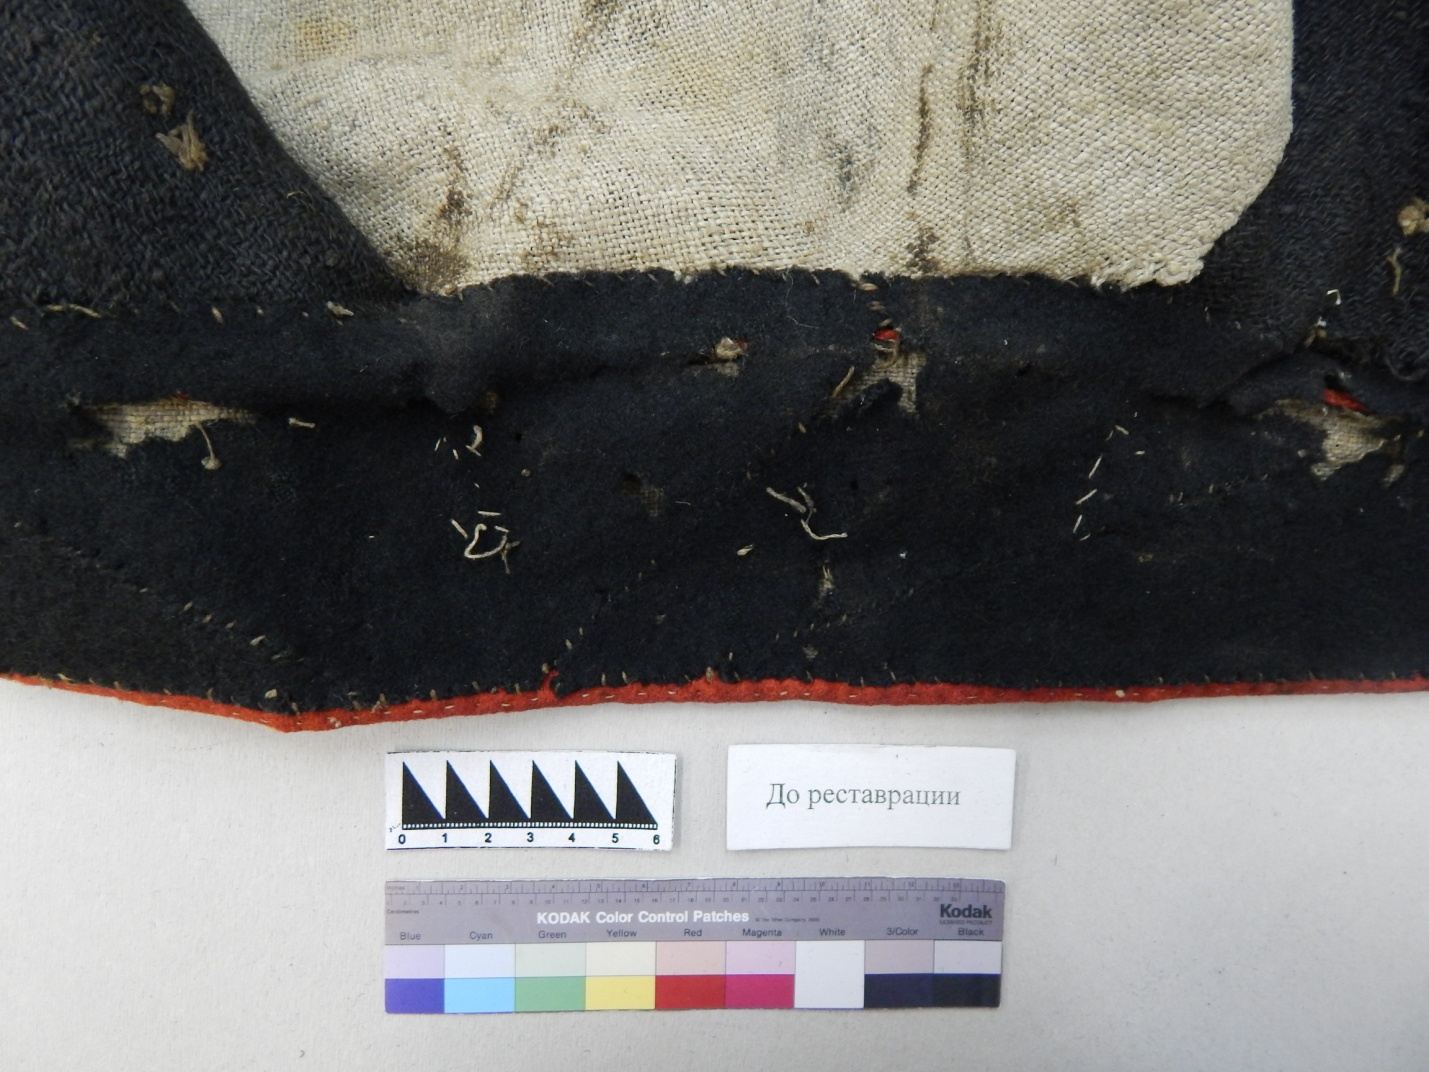 До реставрации
0 1 2 3 4 5 6
KODAK Color Control Patches
Kodak
Blue Cyan Green Yellow Red Magenta White 3/Color Black